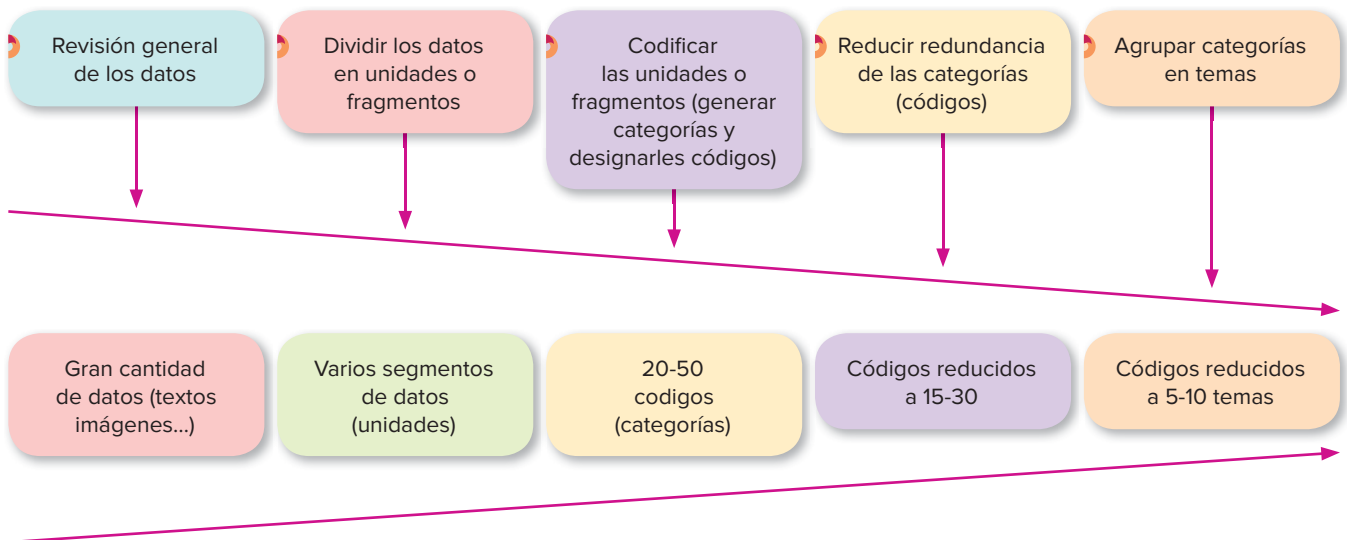 Revisión general
de los datos
Dividir los datos
en unidades o
fragmentos
Codificar
las unidades o
fragmentos (generar
categorías y
designarles códigos)
Reducir redundancia
de las categorías
(códigos)
Agrupar categorías
en temas
Gran cantidad
de datos (textos
imágenes...)
Varios segmentos
de datos
(unidades)
20-50
codigos
(categorías)
Códigos reducidos
a 15-30
Códigos reducidos
a 5-10 temas